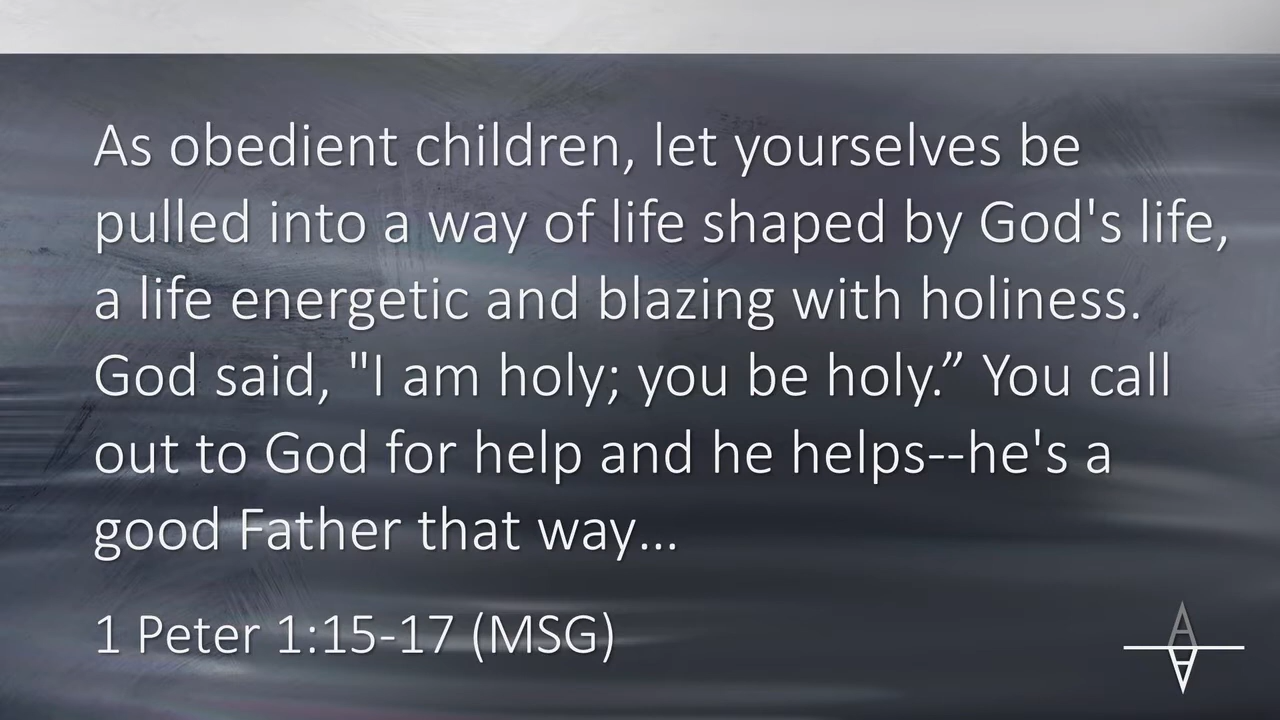 As obedient children, let yourselves be
pulled into a way of life shaped by God's life,
a life energetic and blazing with holiness.
God said, "I am holy; you be holy.” You call
out to God for help and he helps--he's a
good Father that way...
1 Peter 1:15-17 (MSG)